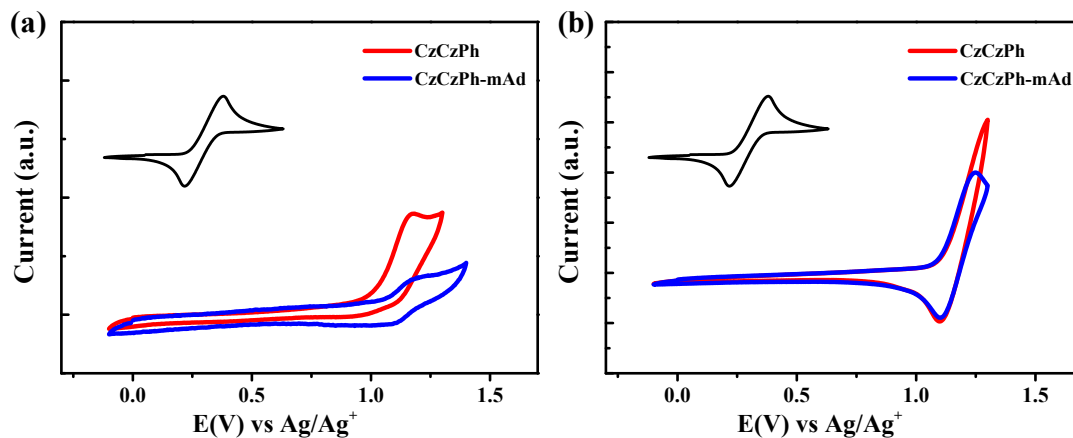 (a)
CzCzPh
CzCzPh-mAd
Current (a.u.)
0.0 0.5 1.0 1.5
E(V) vs Ag/Ag+
(b)
CzCzPh
CzCzPh-mAd
Current (a.u.)
0.0 0.5 1.0 1.5
E(V) vs Ag/Ag+